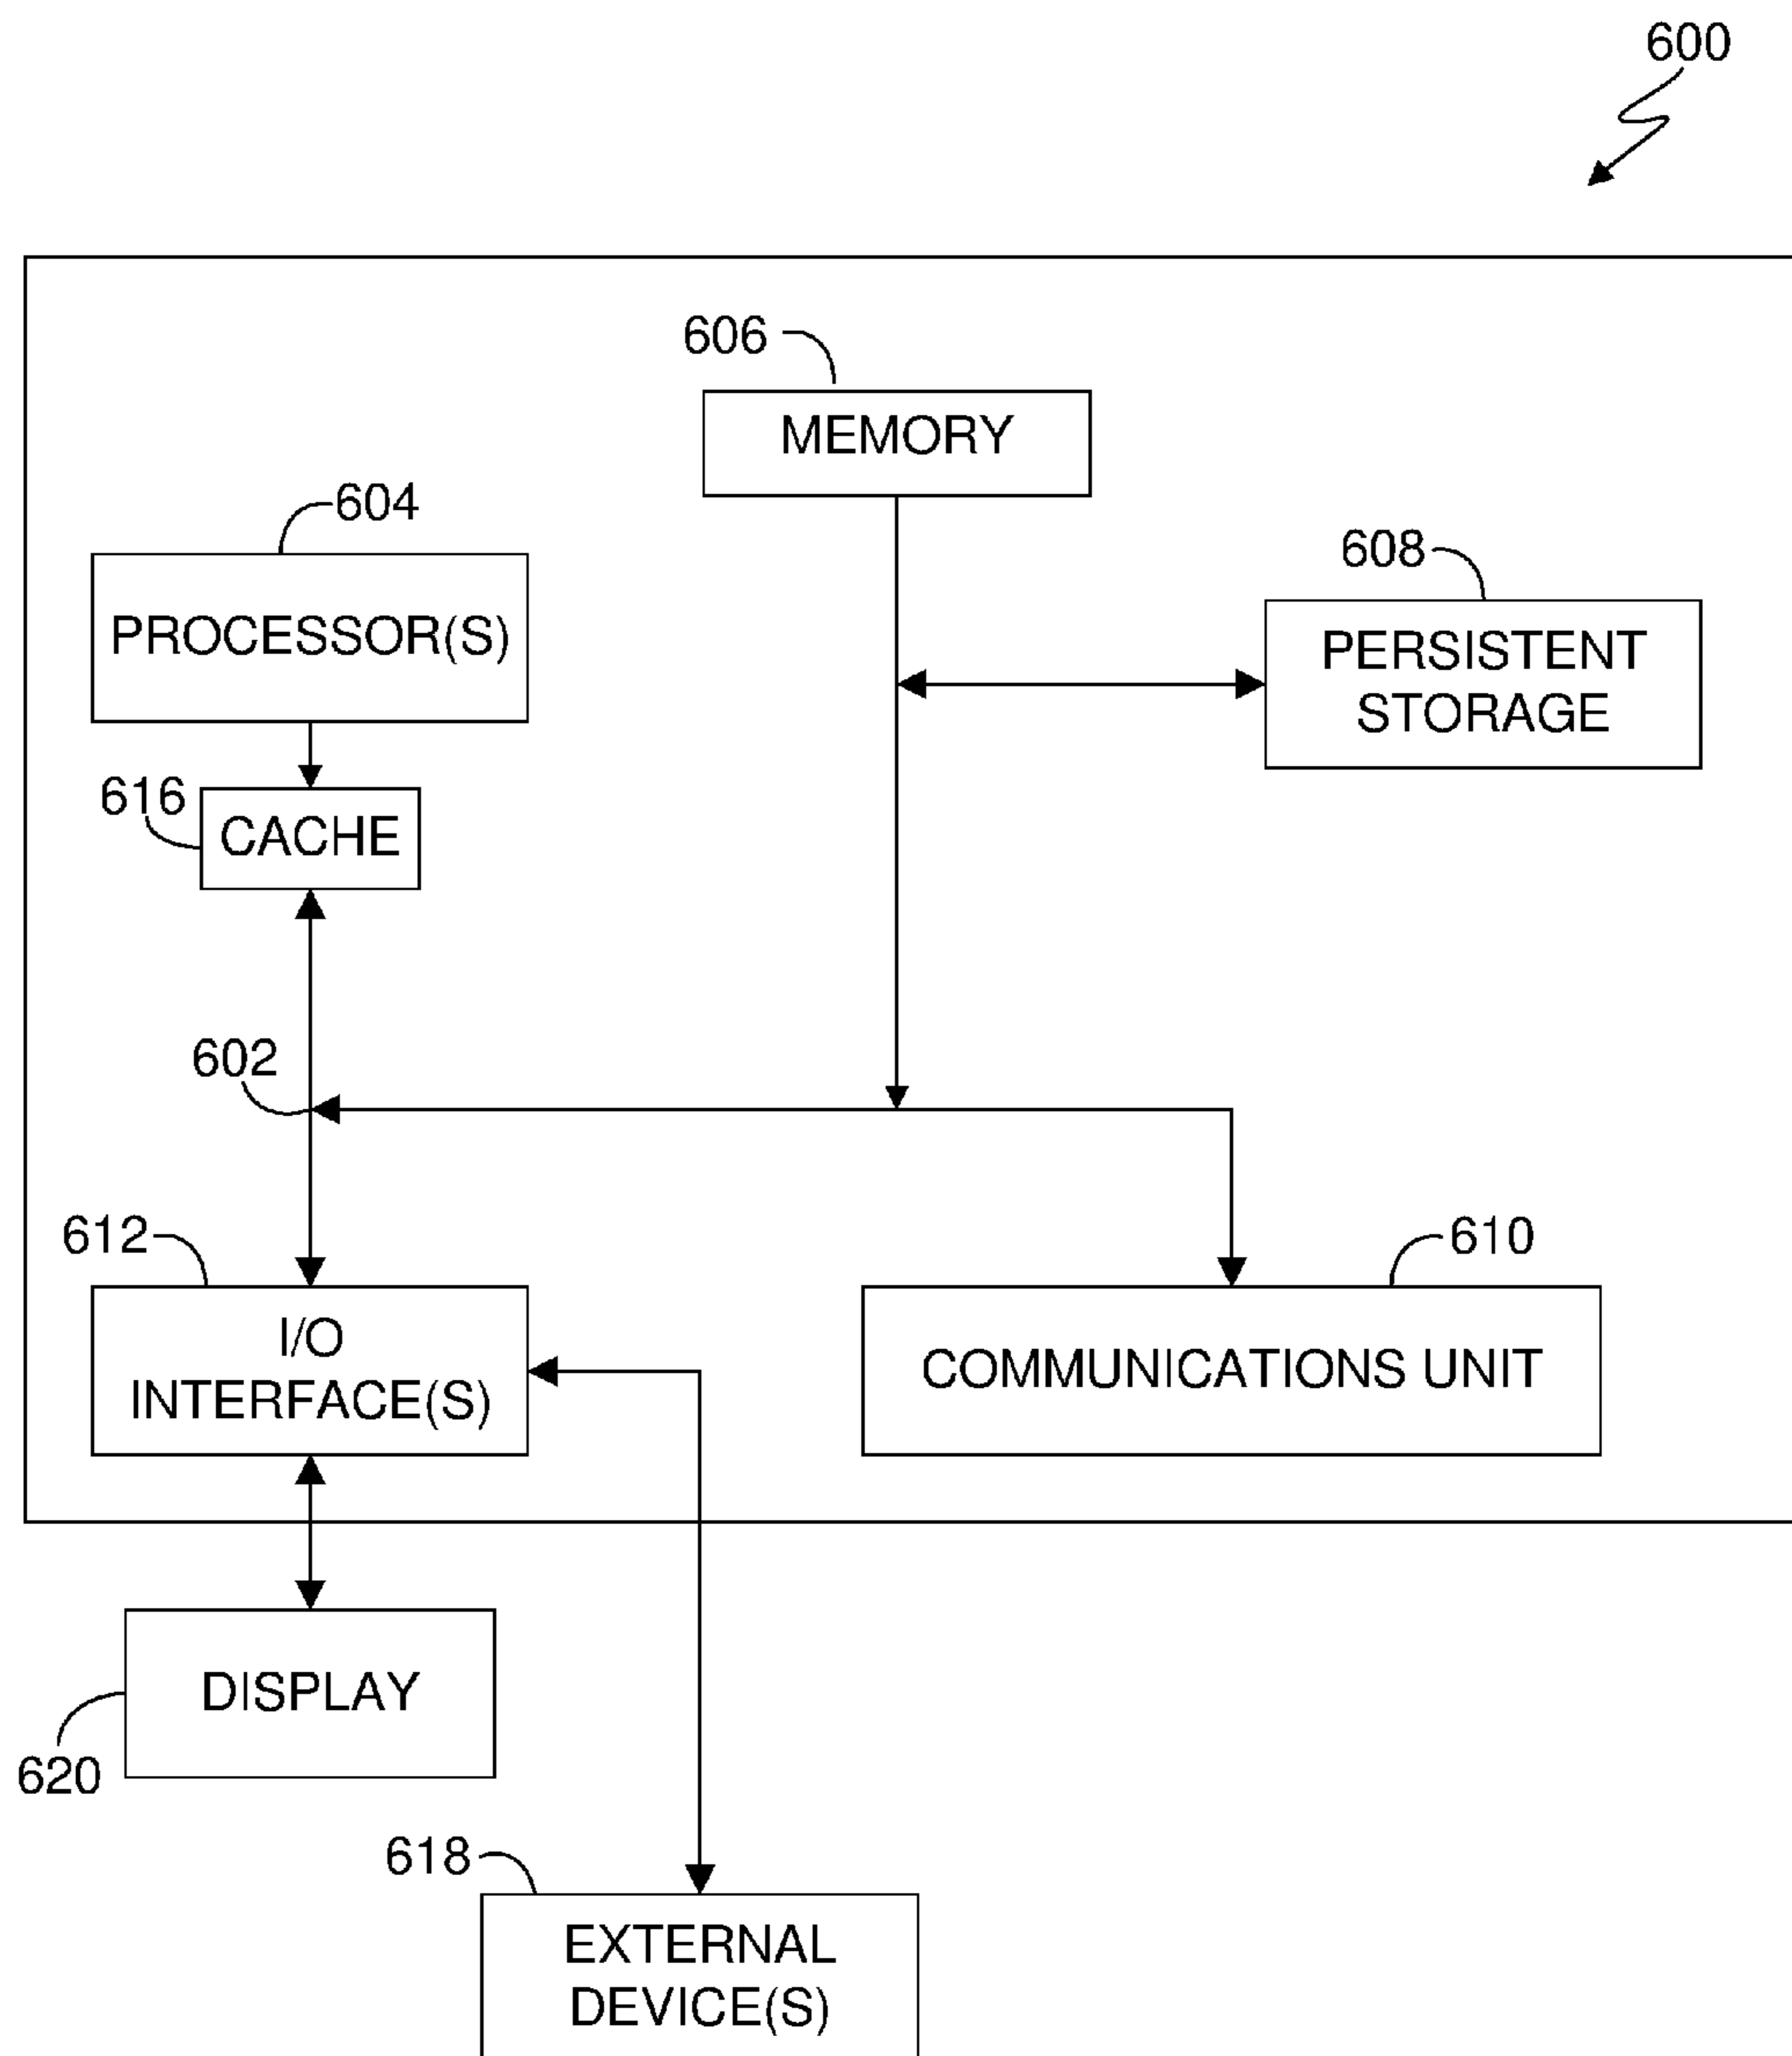 600
606
MEMORY
604
608
PROCESSOR(S)
PERSISTENT
STORAGE
616
CACHE
602
612
610
I/O
INTERFACE(S)
COMMUNICATIONS UNIT
DISPLAY
620
618
EXTERNAL
DEVICE(S)